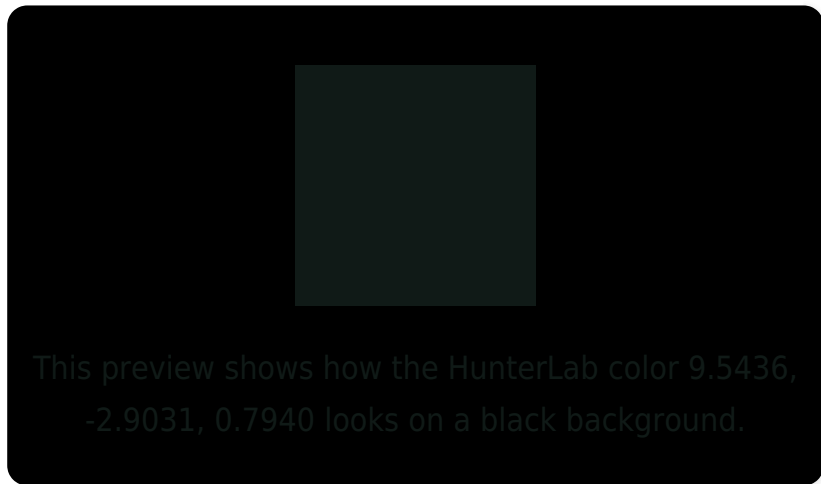 This preview shows how the HunterLab color 9.5436,
-2.9031, 0.7940 looks on a black background.